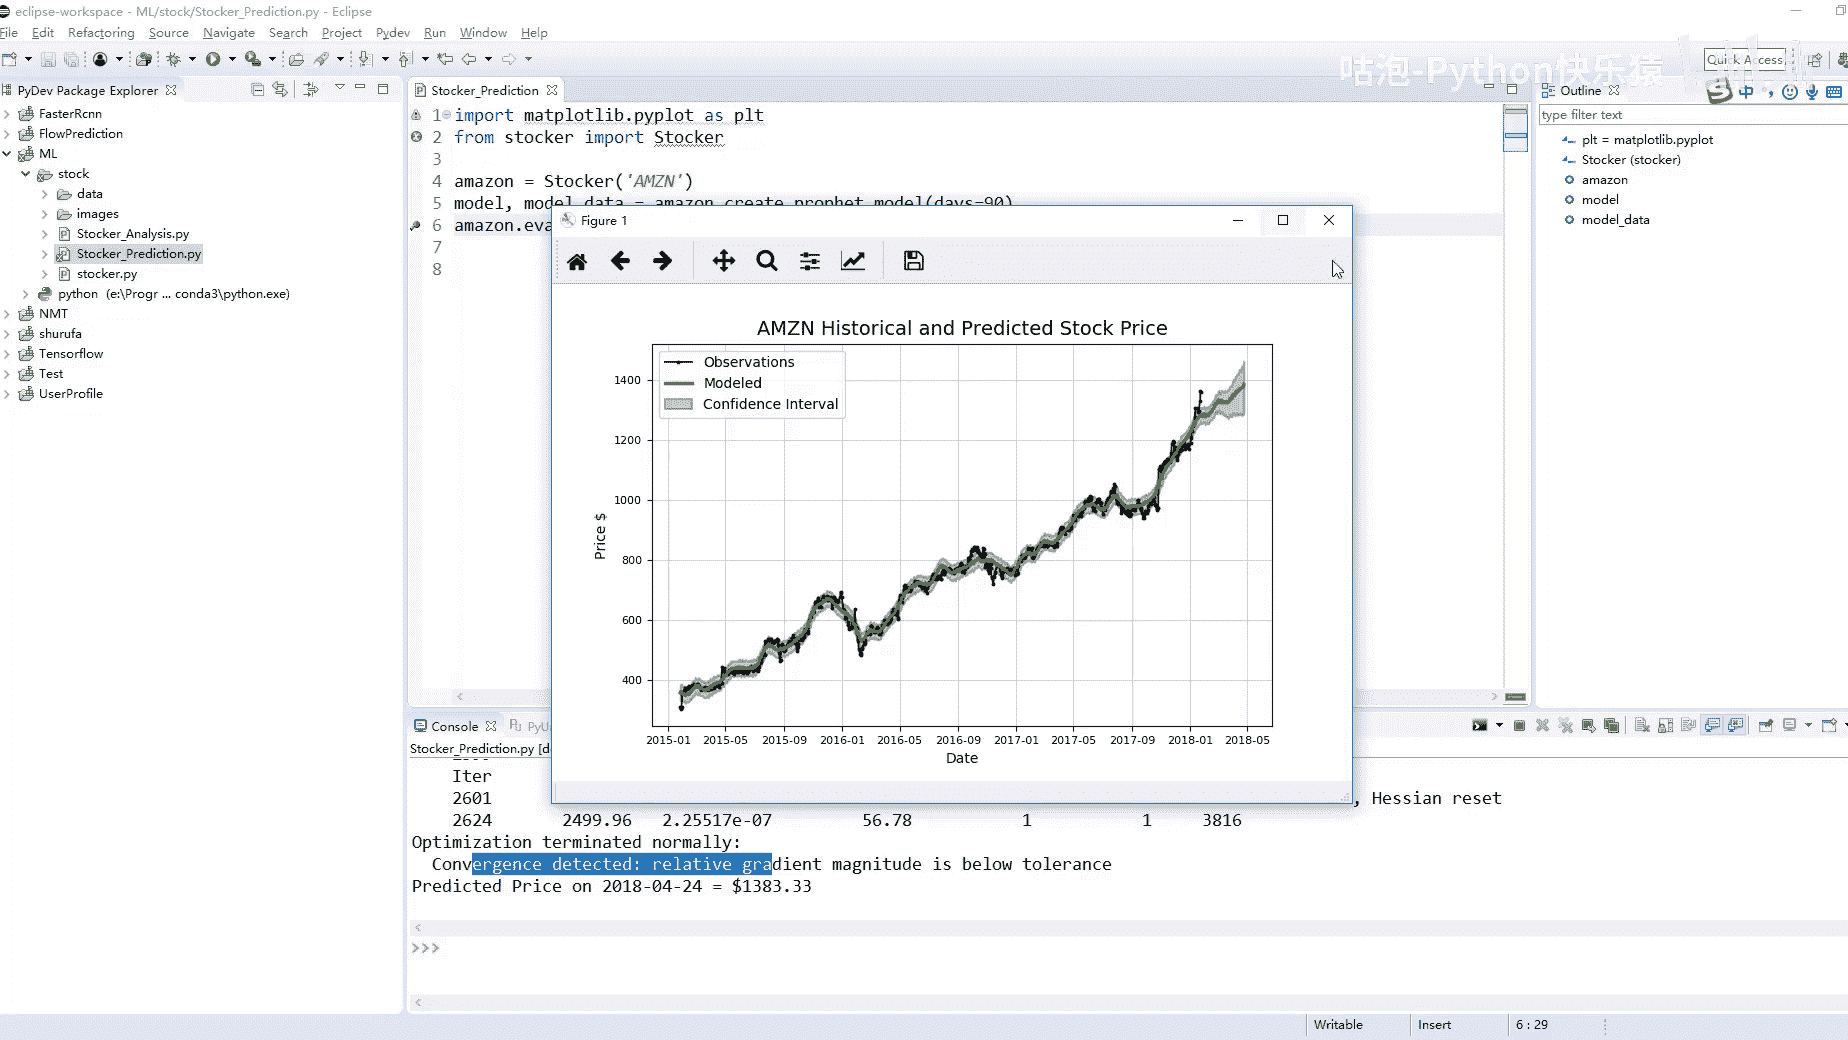 eclipse-workspace - ML/stock/Stocker_Prediction.py - Eclipse
File Edit Refactoring Source Navigate Search Project Pydev Run Window Help
咕泡-Python快乐猿
Quick Access
PyDev Package Explorer
FasterRcnn
FlowPrediction
ML
stock
data
images
Stocker_Analysis.py
Stocker_Prediction.py
stocker.py
python (e:\Progr ... conda3\python.exe)
NMT
shurufa
Tensorflow
Test
UserProfile
Stocker_Prediction
1 import matplotlib.pyplot as plt
2 from stocker import Stocker
3
4 amazon = Stocker('AMZN')
5 model, model_data = amazon.create_prophet_model(days=90)
6 amazon.eva
7
8
Outline
中
type filter text
plt = matplotlib.pyplot
Stocker (stocker)
amazon
model
model_data
Figure 1
AMZN Historical and Predicted Stock Price
Observations
Modeled
Confidence Interval
Price $
1400
1200
1000
800
600
400
2015-01 2015-05 2015-09 2016-01 2016-05 2016-09 2017-01 2017-05 2017-09 2018-01 2018-05
Date
Console PyU
Stocker_Prediction.py [d
Iter
2601 , Hessian reset
2624 2499.96 2.25517e-07 56.78 1 1 3816
Optimization terminated normally:
Convergence detected: relative gradient magnitude is below tolerance
Predicted Price on 2018-04-24 = $1383.33
>>>
Writable Insert 6 : 29